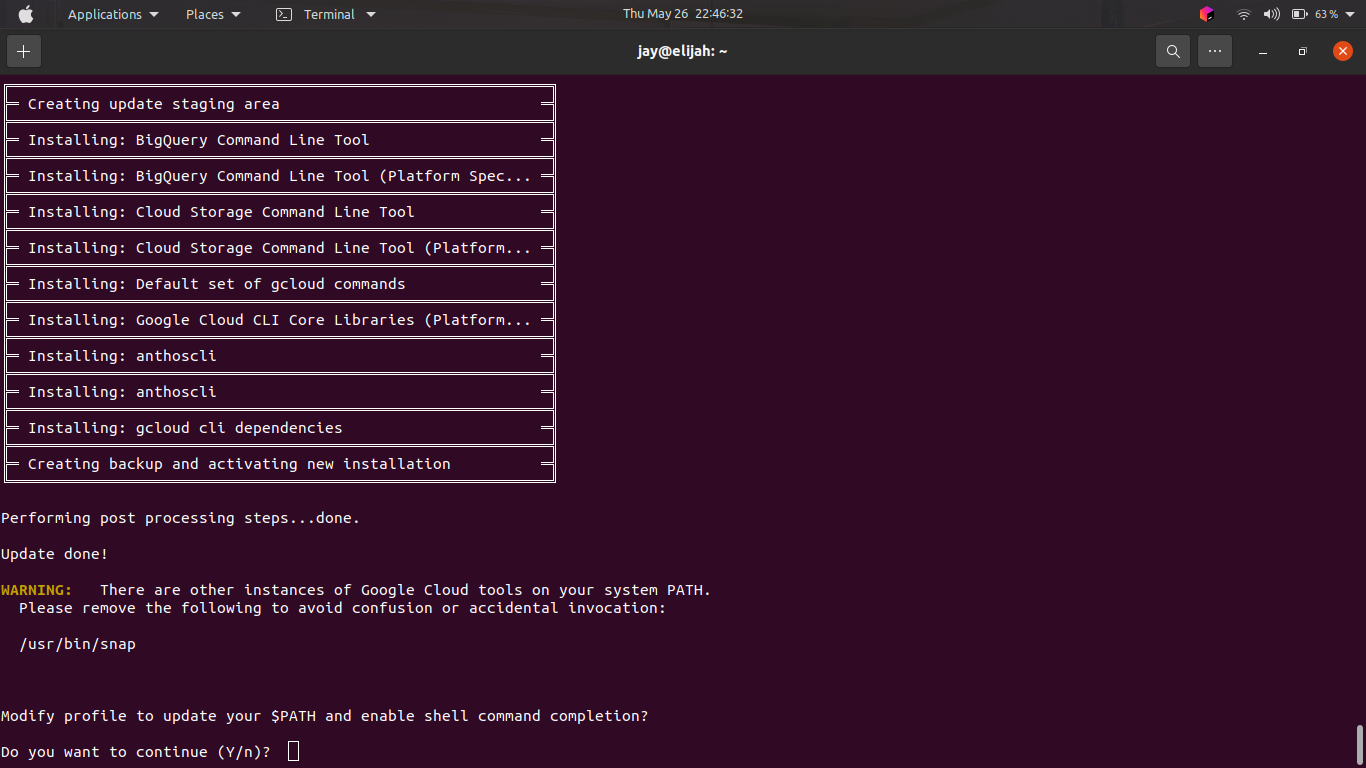 Applications Places Terminal Thu May 26 22:46:32 63 %
jay@elijah: ~
Creating update staging area
Installing: BigQuery Command Line Tool
Installing: BigQuery Command Line Tool (Platform Spec...
Installing: Cloud Storage Command Line Tool
Installing: Cloud Storage Command Line Tool (Platform...
Installing: Default set of gcloud commands
Installing: Google Cloud CLI Core Libraries (Platform...
Installing: anthoscli
Installing: anthoscli
Installing: gcloud cli dependencies
Creating backup and activating new installation
Performing post processing steps...done.
Update done!
WARNING: There are other instances of Google Cloud tools on your system PATH.
Please remove the following to avoid confusion or accidental invocation:
/usr/bin/snap
Modify profile to update your $PATH and enable shell command completion?
Do you want to continue (Y/n)?